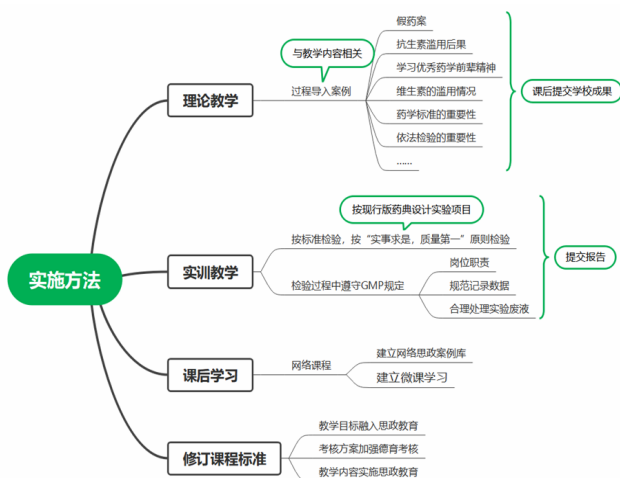 实施方法
理论教学
与教学内容相关
过程导入案例
假药案
抗生素滥用后果
学习优秀药学前辈精神
维生素的滥用情况
药学标准的重要性
依法检验的重要性
......
课后提交学校成果
实训教学
按现行版药典设计实验项目
按标准检验，按“实事求是，质量第一”原则检验
检验过程中遵守GMP规定
岗位职责
规范记录数据
合理处理实验废液
提交报告
课后学习
网络课程
建立网络思政案例库
建立微课学习
修订课程标准
教学目标融入思政教育
考核方案加强德育考核
教学内容实施思政教育